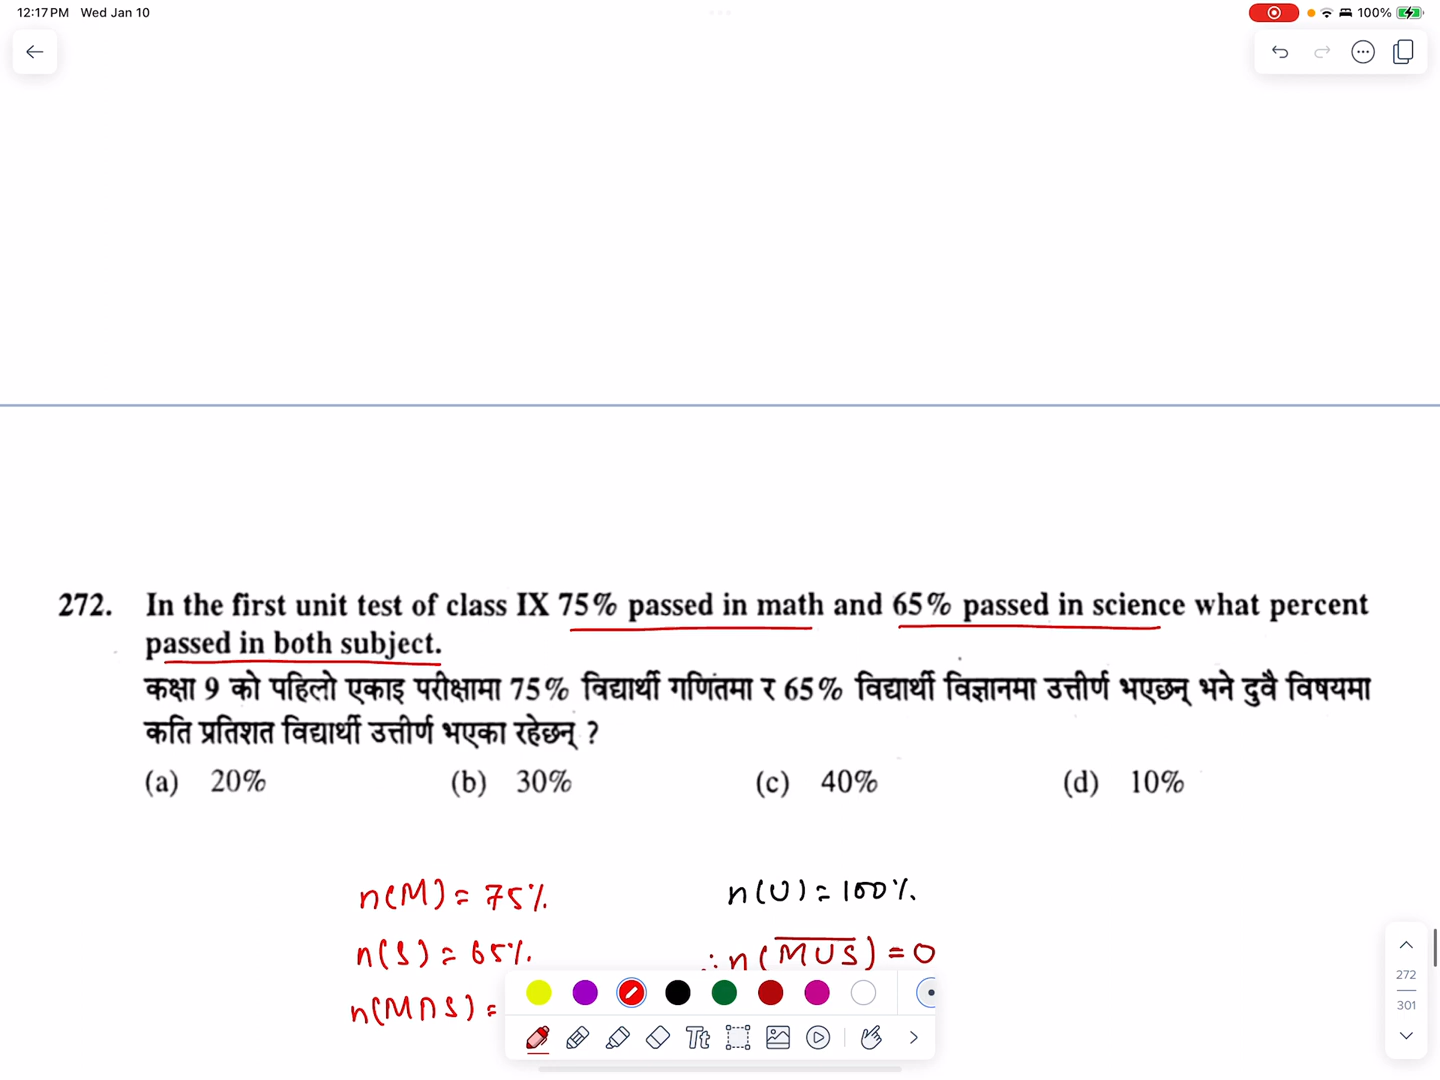 12:17 PM Wed Jan 10
100%
272. In the first unit test of class IX 75% passed in math and 65% passed in science what percent
passed in both subject.
कक्षा 9 को पहिलो एकाइ परीक्षामा 75% विद्यार्थी गणितमा र 65% विद्यार्थी विज्ञानमा उत्तीर्ण भएछन् भने दुवै विषयमा
कति प्रतिशत विद्यार्थी उत्तीर्ण भएका रहेछन् ?
(a) 20% (b) 30% (c) 40% (d) 10%
n(M) = 75% n(U) = 100%.
n(S) = 65% ∴ n(M̅ ̅U̅ ̅S̅) = 0
n(M∩S) =
Tt
272
301